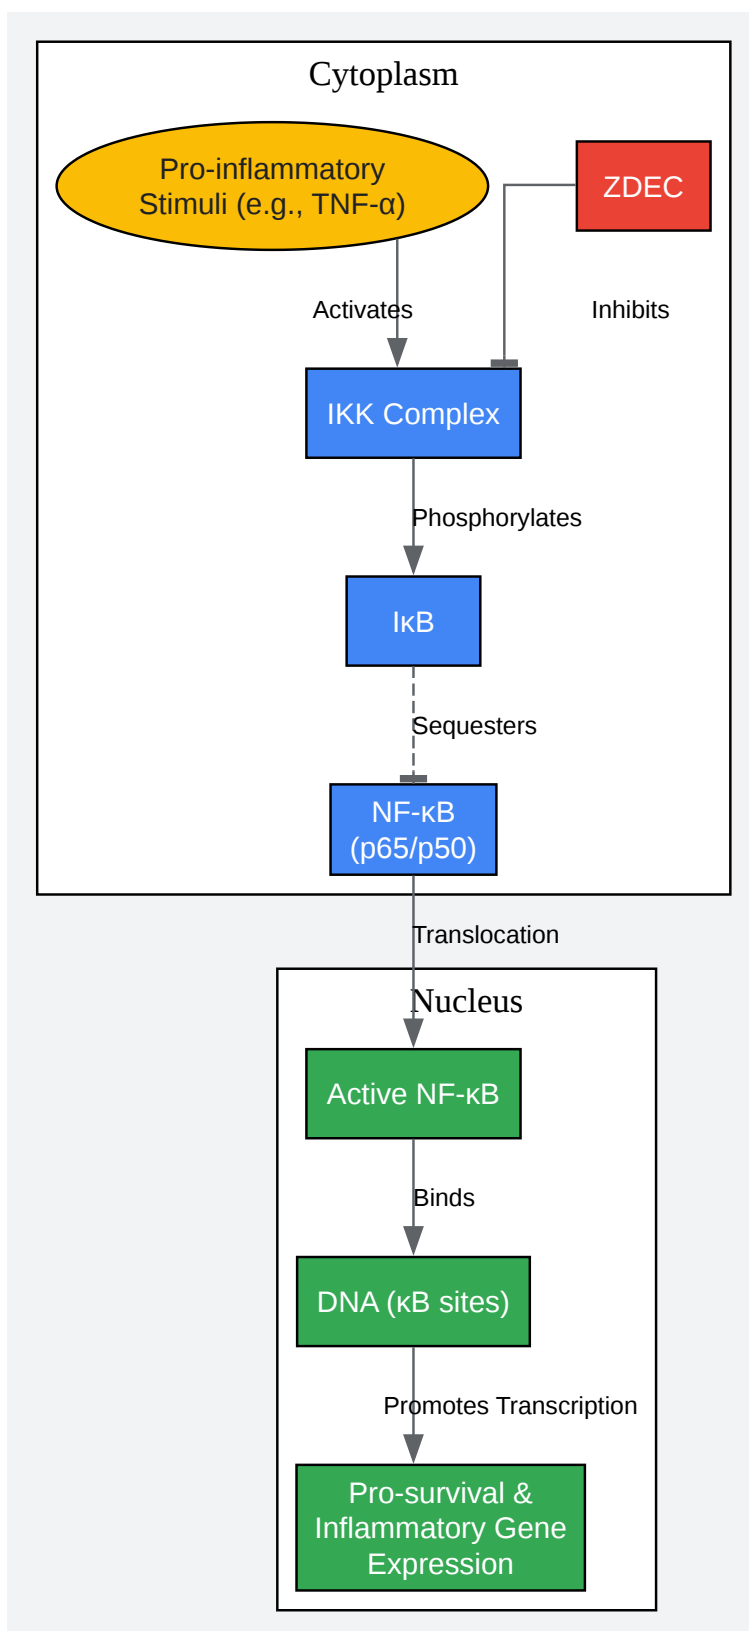 Cytoplasm
Pro-inflammatory
Stimuli (e.g., TNF-α)
ZDEC
Activates
Inhibits
IKK Complex
Phosphorylates
IκB
Sequesters
NF-κB
(p65/p50)
Translocation
Nucleus
Active NF-κB
Binds
DNA (κB sites)
Promotes Transcription
Pro-survival &
Inflammatory Gene
Expression